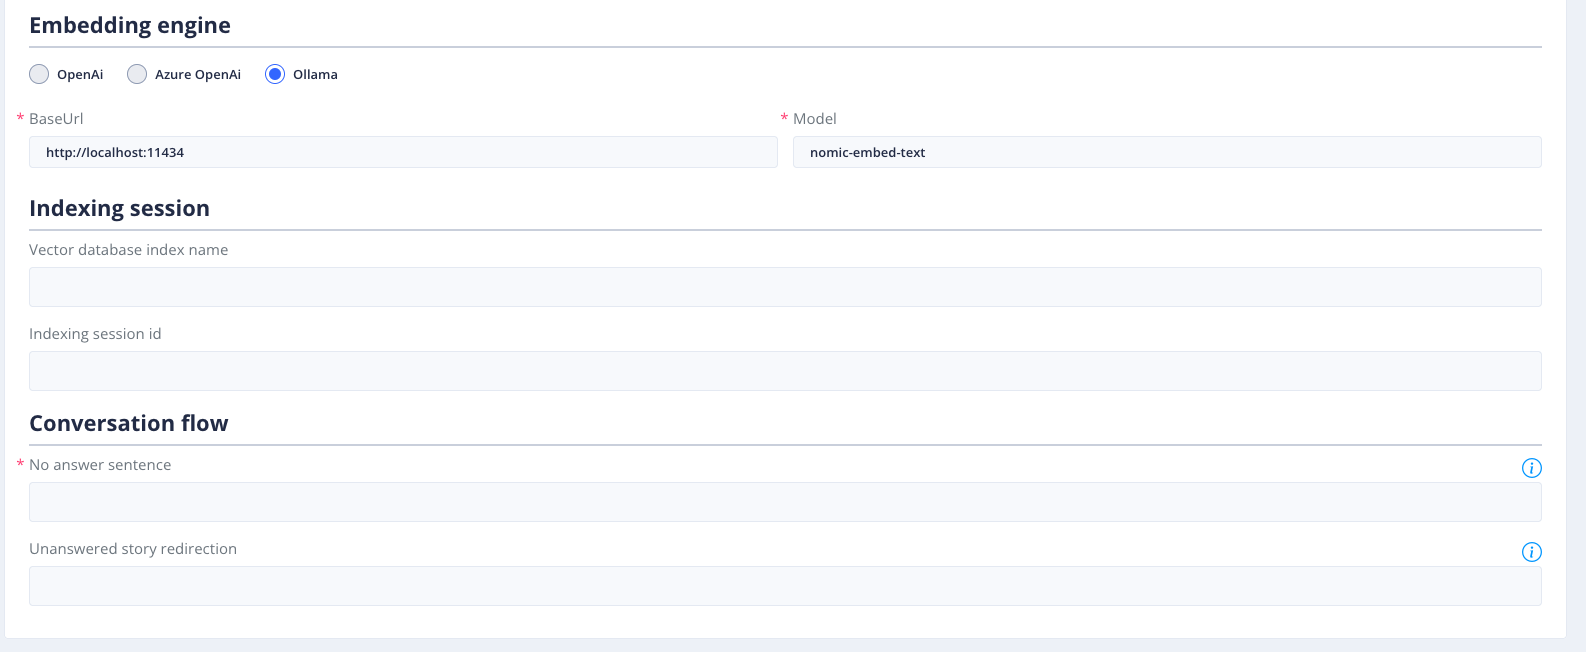 Embedding engine
OpenAi Azure OpenAi Ollama
* BaseUrl * Model
http://localhost:11434 nomic-embed-text
Indexing session
Vector database index name
Indexing session id
Conversation flow
* No answer sentence i
Unanswered story redirection i